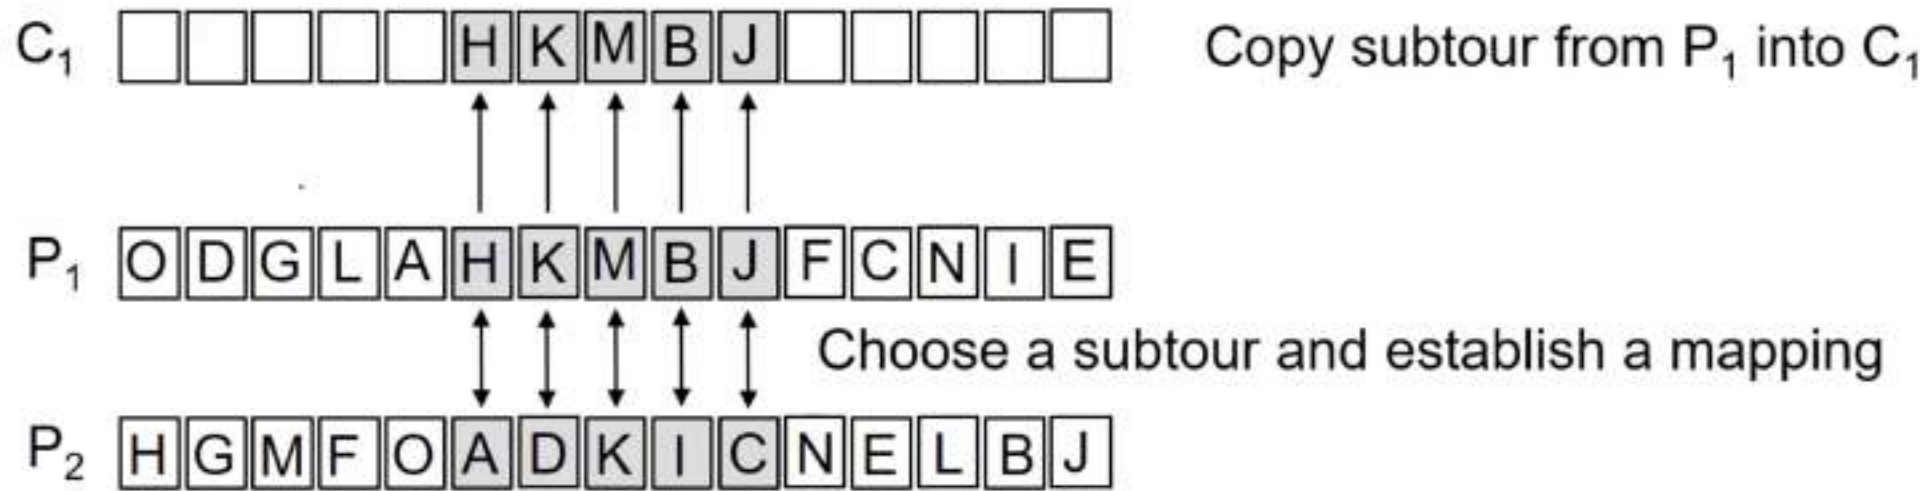 C₁ H K M B J Copy subtour from P₁ into C₁
P₁ O D G L A H K M B J F C N I E
Choose a subtour and establish a mapping
P₂ H G M F O A D K I C N E L B J